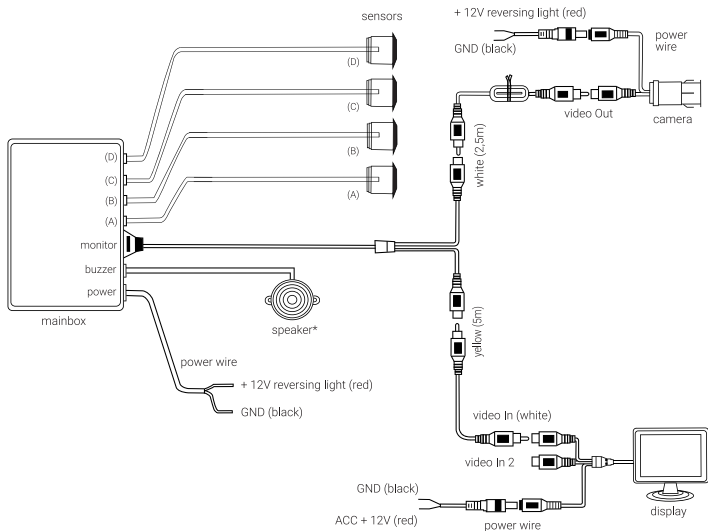 + 12V reversing light (red)
GND (black)
power
wire
sensors
(D)
(C)
(B)
(A)
video Out
camera
white (2,5m)
(D)
(C)
(B)
(A)
monitor
buzzer
power
mainbox
speaker*
yellow (5m)
power wire
+ 12V reversing light (red)
GND (black)
video In (white)
video In 2
GND (black)
ACC + 12V (red)
power wire
display